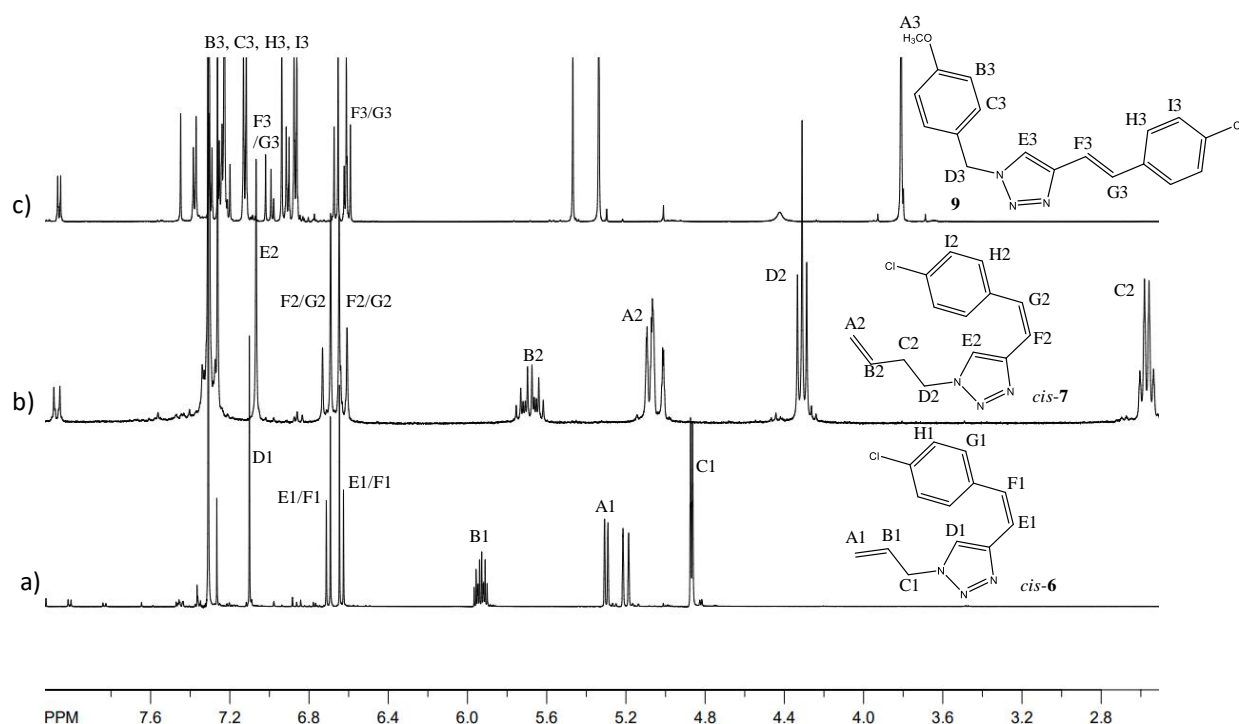 A3
H₃CO
B3, C3, H3, I3
B3
I3
C3
H3
F3/G3
F3
/G3
Cl
E3
F3
D3
G3
N
N
N
9
c)
I2
H2
Cl
E2
D2
C2
F2/G2
F2/G2
G2
A2
A2
C2
E2
F2
B2
B2
N
D2
N
N
cis-7
b)
H1
G1
D1
C1
Cl
E1/F1
E1/F1
F1
A1
B1
A1
B1
D1
E1
a)
C1
N
N
N
cis-6
PPM 7.6 7.2 6.8 6.4 6.0 5.6 5.2 4.8 4.4 4.0 3.6 3.2 2.8